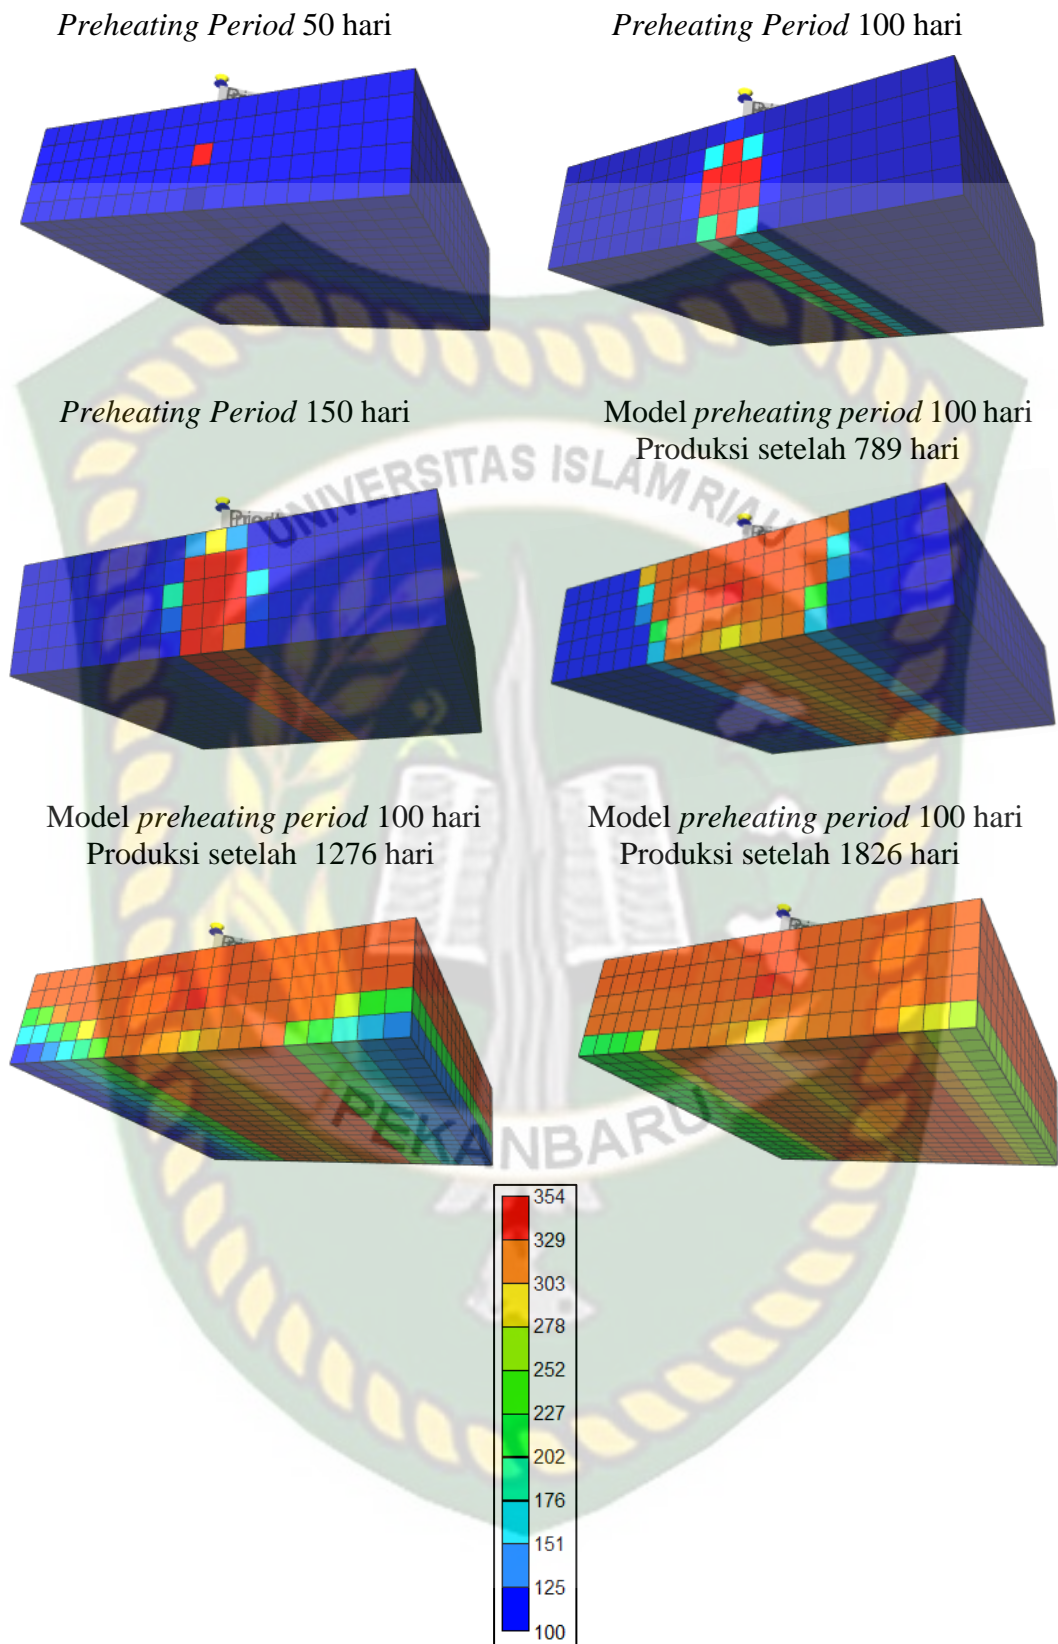 Preheating Period 50 hari
Preheating Period 100 hari
Preheating Period 150 hari
Model preheating period 100 hari
Produksi setelah 789 hari
UNIVERSITAS ISLAM RIAU
Model preheating period 100 hari
Produksi setelah 1276 hari
Model preheating period 100 hari
Produksi setelah 1826 hari
PEKANBARU
354
329
303
278
252
227
202
176
151
125
100